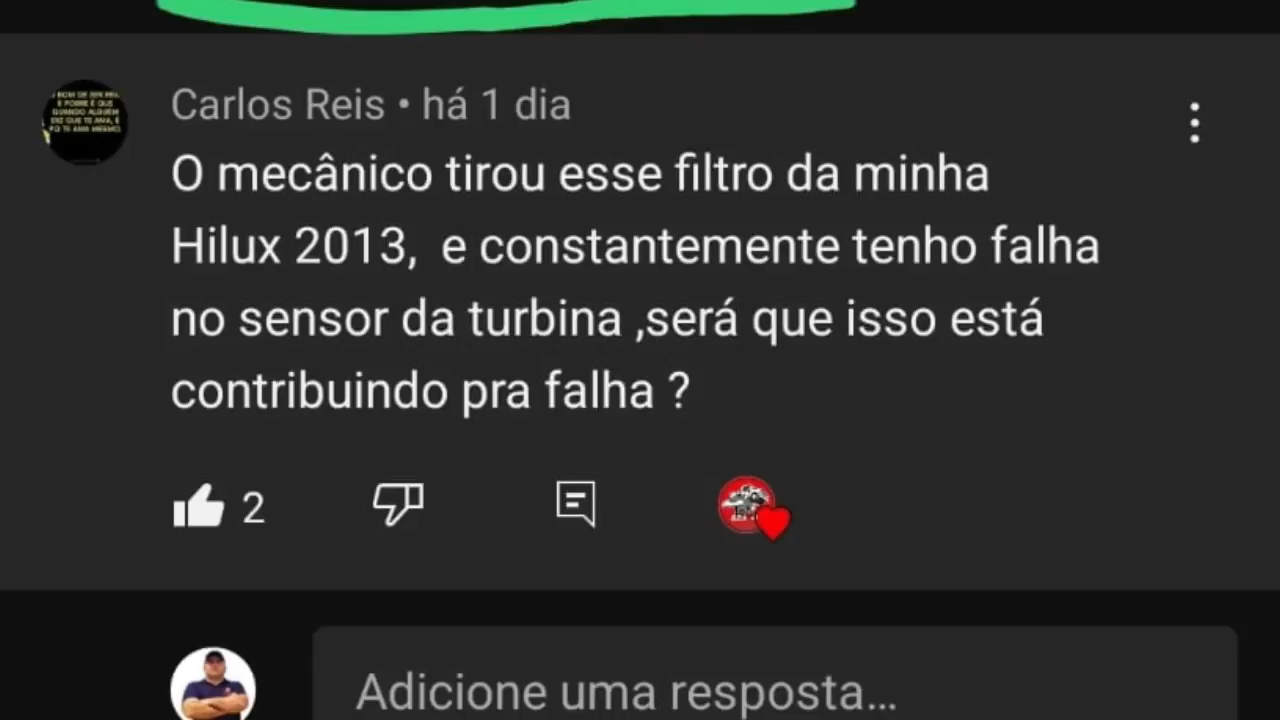 Carlos Reis • há 1 dia
O mecânico tirou esse filtro da minha
Hilux 2013,  e constantemente tenho falha
no sensor da turbina ,será que isso está
contribuindo pra falha ?
2
Adicione uma resposta...